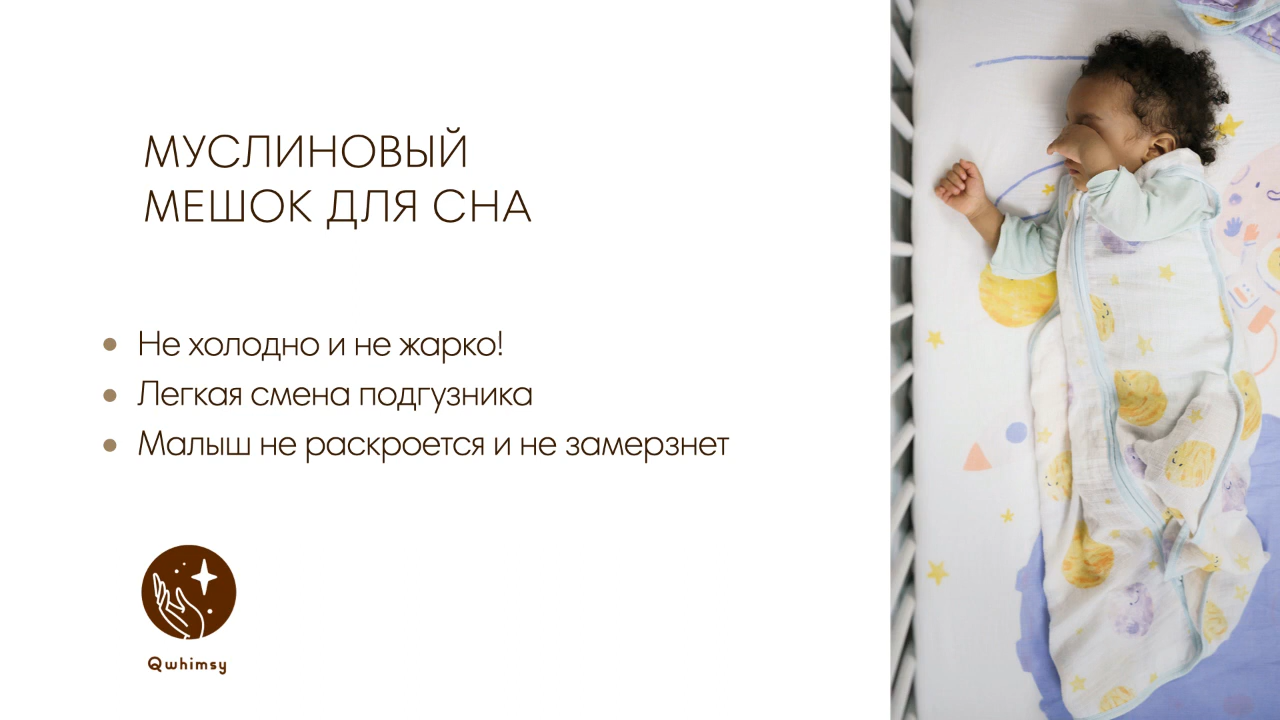 МУСЛИНОВЫЙ
МЕШОК ДЛЯ СНА
Не холодно и не жарко!
Легкая смена подгузника
Малыш не раскроется и не замерзнет
Qwhimsy